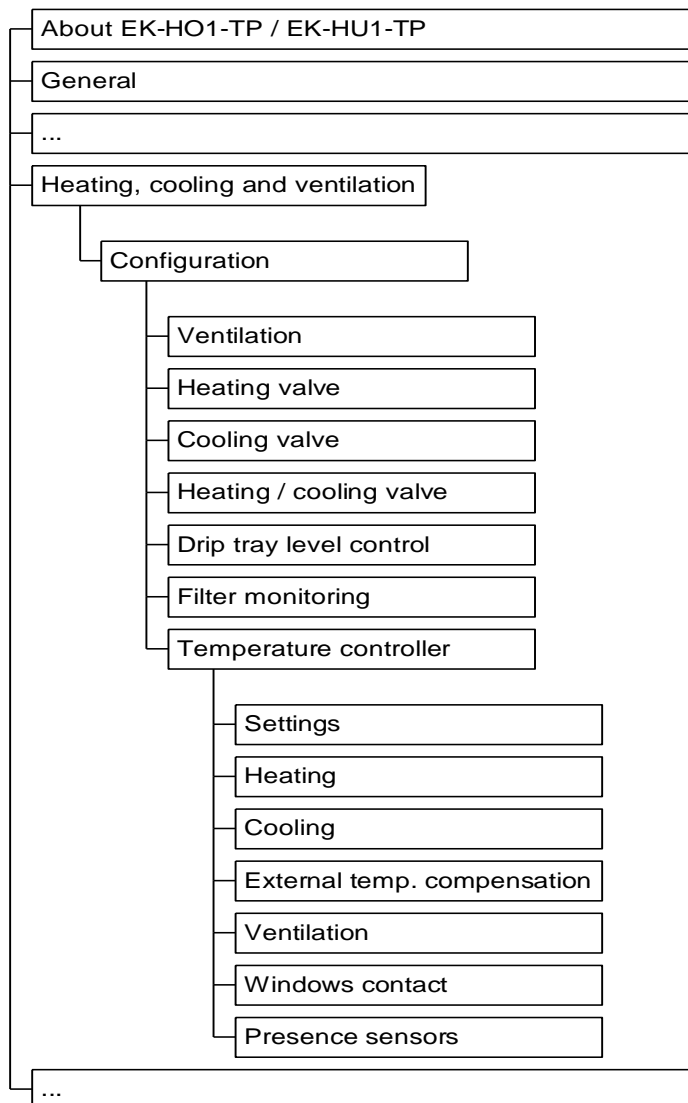 About EK-HO1-TP / EK-HU1-TP
General
...
Heating, cooling and ventilation
Configuration
Ventilation
Heating valve
Cooling valve
Heating / cooling valve
Drip tray level control
Filter monitoring
Temperature controller
Settings
Heating
Cooling
External temp. compensation
Ventilation
Windows contact
Presence sensors
...